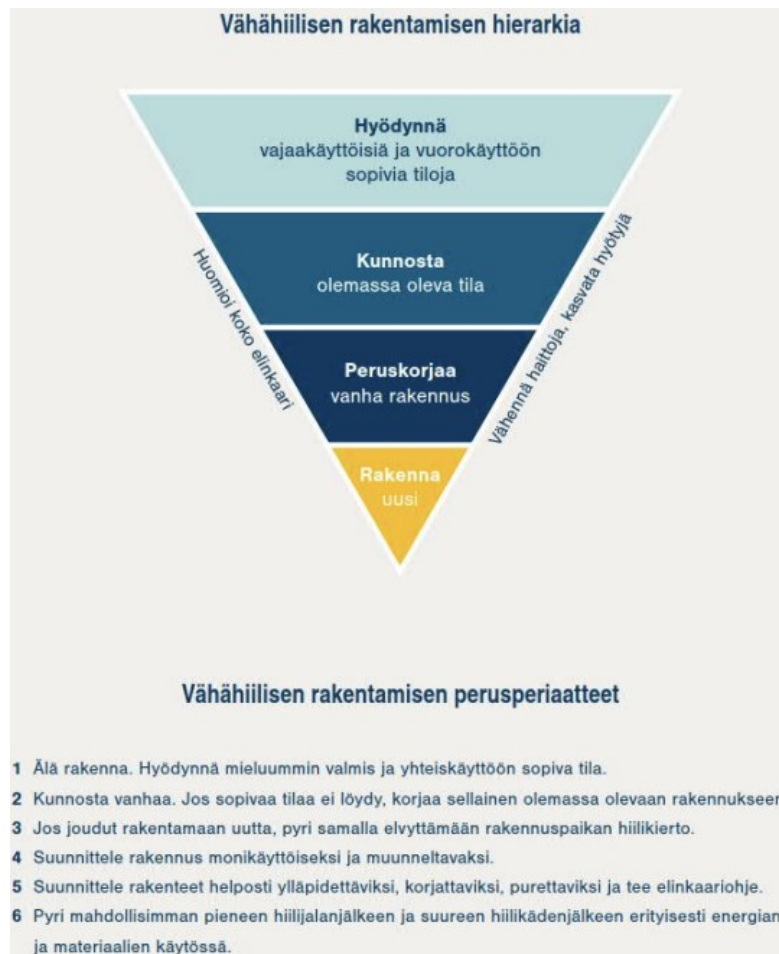 Vähähiilisen rakentamisen hierarkia
Hyödynnä
vajaakäyttöisiä ja vuorokäyttöön
sopivia tiloja
Kunnosta
olemassa oleva tila
Huomioi koko elinkaari
Vähennä haittoja, kasvata hyötyjä
Peruskorjaa
vanha rakennus
Rakenna
uusi
Vähähiilisen rakentamisen perusperiaatteet
1 Älä rakenna. Hyödynnä mieluummin valmis ja yhteiskäyttöön sopiva tila.
2 Kunnosta vanhaa. Jos sopivaa tilaa ei löydy, korjaa sellainen olemassa olevaan rakennukseen
3 Jos joudut rakentamaan uutta, pyri samalla elvyttämään rakennuspaikan hiilikierto.
4 Suunnittele rakennus monikäyttöiseksi ja muunneltavaksi.
5 Suunnittele rakenteet helposti ylläpidettäviksi, korjattaviksi, purettaviksi ja tee elinkaariohje.
6 Pyri mahdollisimman pieneen hiilijalanjälkeen ja suureen hiilikädenjälkeen erityisesti energian
ja materiaalien käytössä.